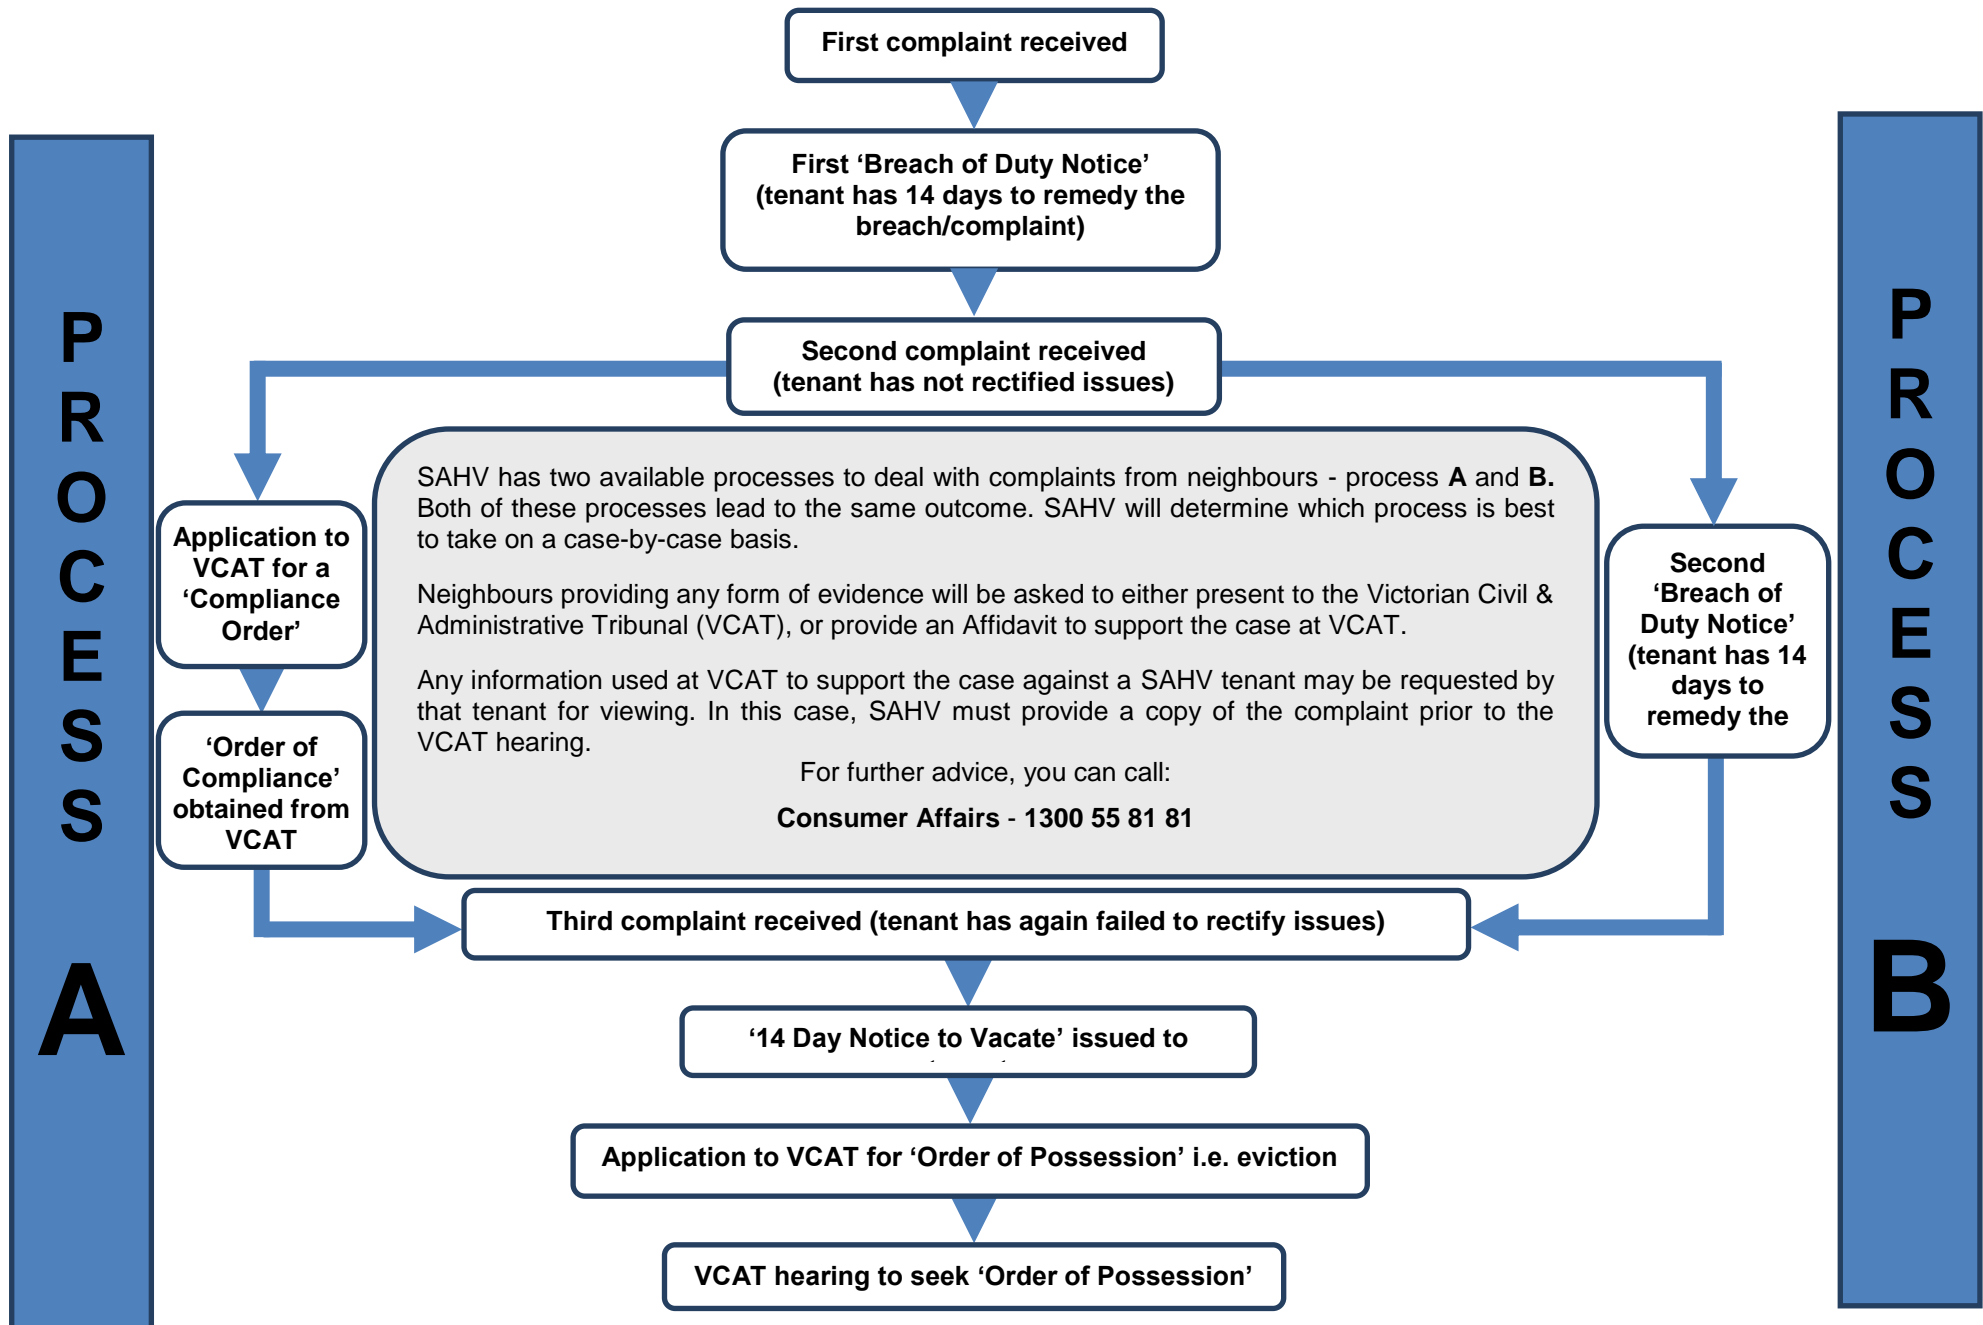 First complaint received
First ‘Breach of Duty Notice’
(tenant has 14 days to remedy the
breach/complaint)
Second complaint received
(tenant has not rectified issues)
P
R
O
C
E
S
S
A
Application to
VCAT for a
‘Compliance
Order’
‘Order of
Compliance’
obtained from
VCAT
SAHV has two available processes to deal with complaints from neighbours - process A and B.
Both of these processes lead to the same outcome. SAHV will determine which process is best
to take on a case-by-case basis.
Neighbours providing any form of evidence will be asked to either present to the Victorian Civil &
Administrative Tribunal (VCAT), or provide an Affidavit to support the case at VCAT.
Any information used at VCAT to support the case against a SAHV tenant may be requested by
that tenant for viewing. In this case, SAHV must provide a copy of the complaint prior to the
VCAT hearing.
For further advice, you can call:
Consumer Affairs - 1300 55 81 81
Second
‘Breach of
Duty Notice’
(tenant has 14
days to
remedy the
P
R
O
C
E
S
S
B
Third complaint received (tenant has again failed to rectify issues)
‘14 Day Notice to Vacate’ issued to
Application to VCAT for ‘Order of Possession’ i.e. eviction
VCAT hearing to seek ‘Order of Possession’